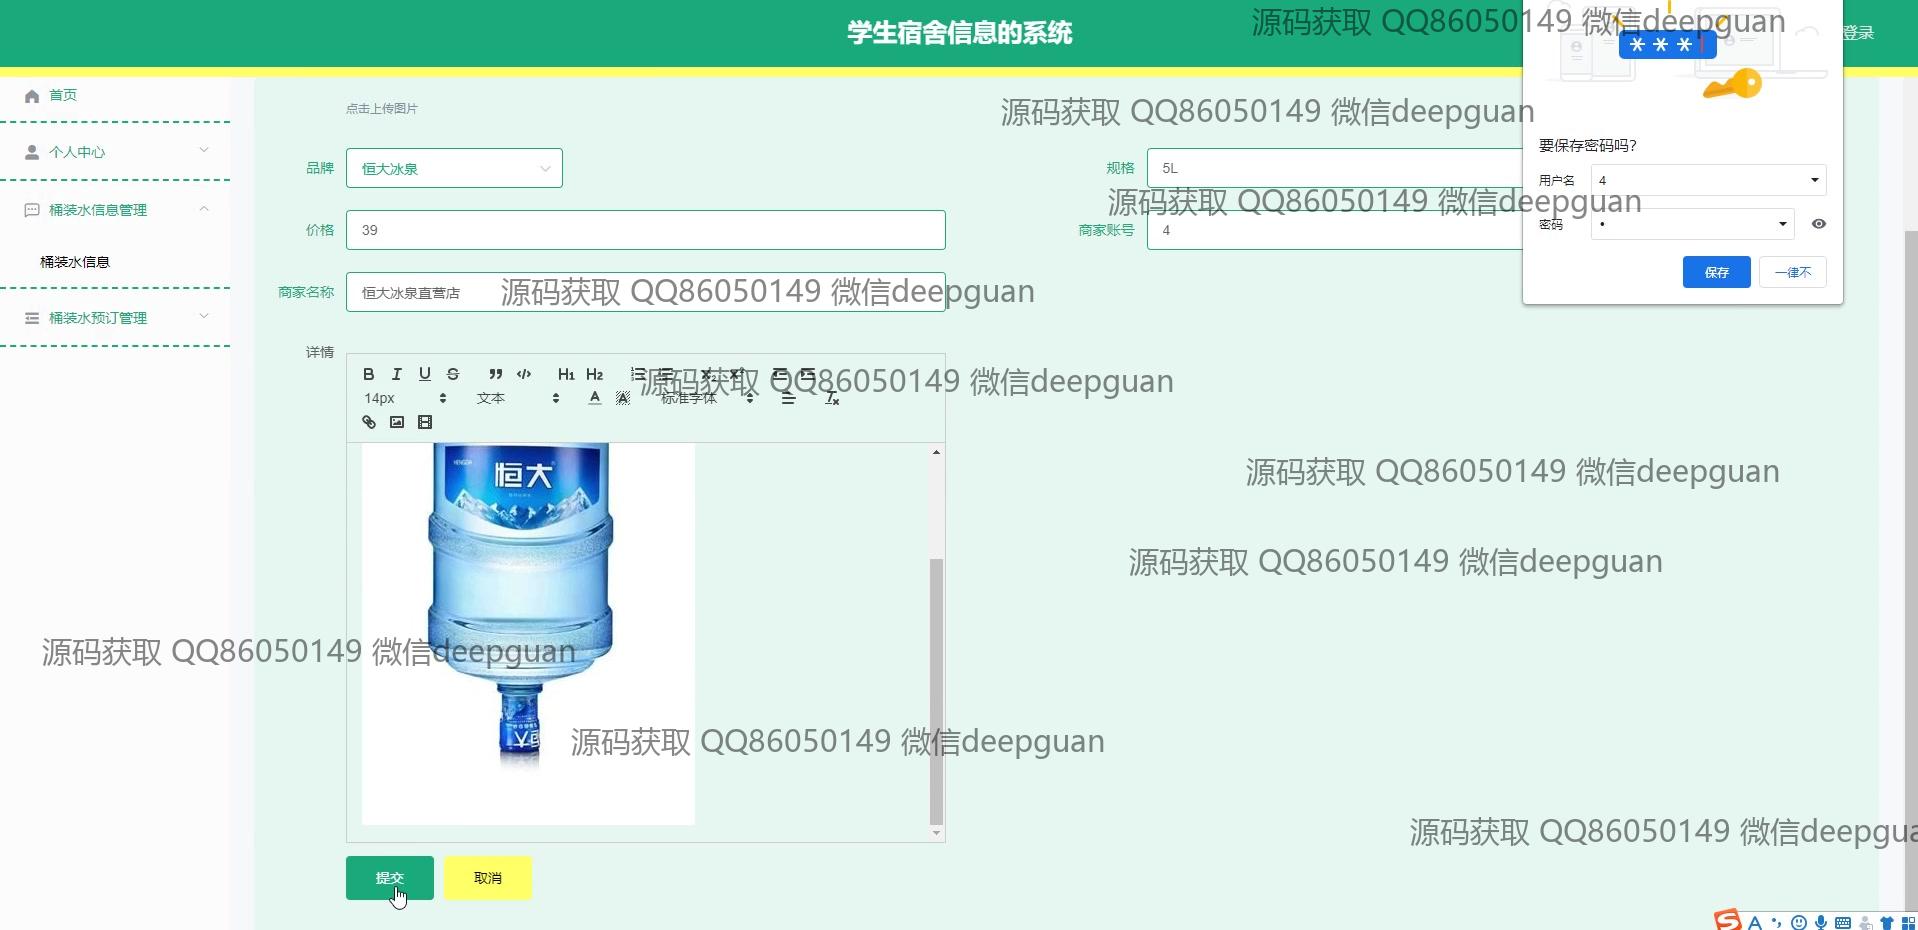 学生宿舍信息的系统
源码获取 QQ86050149 微信deepguan
登录
***
首页
点击上传图片
源码获取 QQ86050149 微信deepguan
要保存密码吗?
个人中心
品牌
恒大冰泉
规格
5L
用户名
4
源码获取 QQ86050149 微信deepguan
桶装水信息管理
价格
39
商家账号
4
密码
•
桶装水信息
保存
一律不
商家名称
恒大冰泉直营店
源码获取 QQ86050149 微信deepguan
桶装水预订管理
详情
B I U S H1 H2
源码获取 QQ86050149 微信deepguan
14px
文本
标准字体
HENGDA
恒大
源码获取 QQ86050149 微信deepguan
源码获取 QQ86050149 微信deepguan
源码获取 QQ86050149 微信deepguan
源码获取 QQ86050149 微信deepguan
源码获取 QQ86050149 微信deepgua
提交
取消